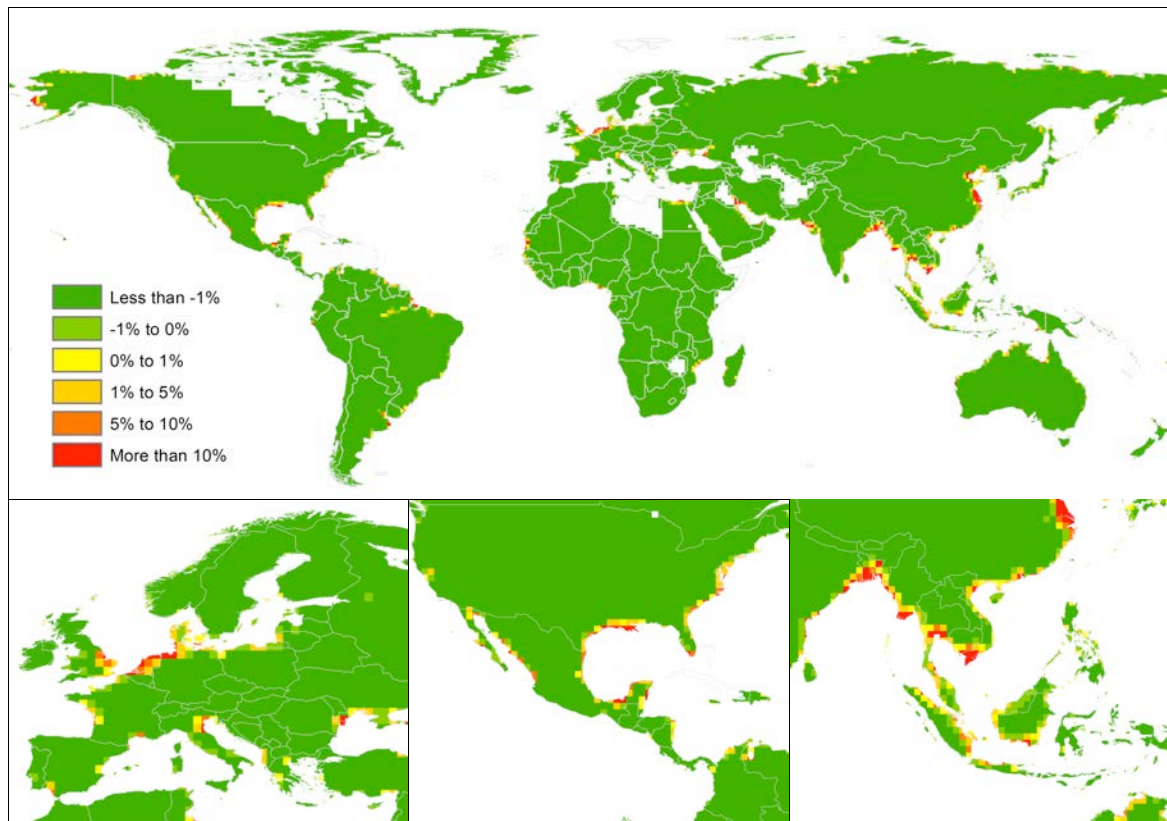 Less than -1%
-1% to 0%
0% to 1%
1% to 5%
5% to 10%
More than 10%